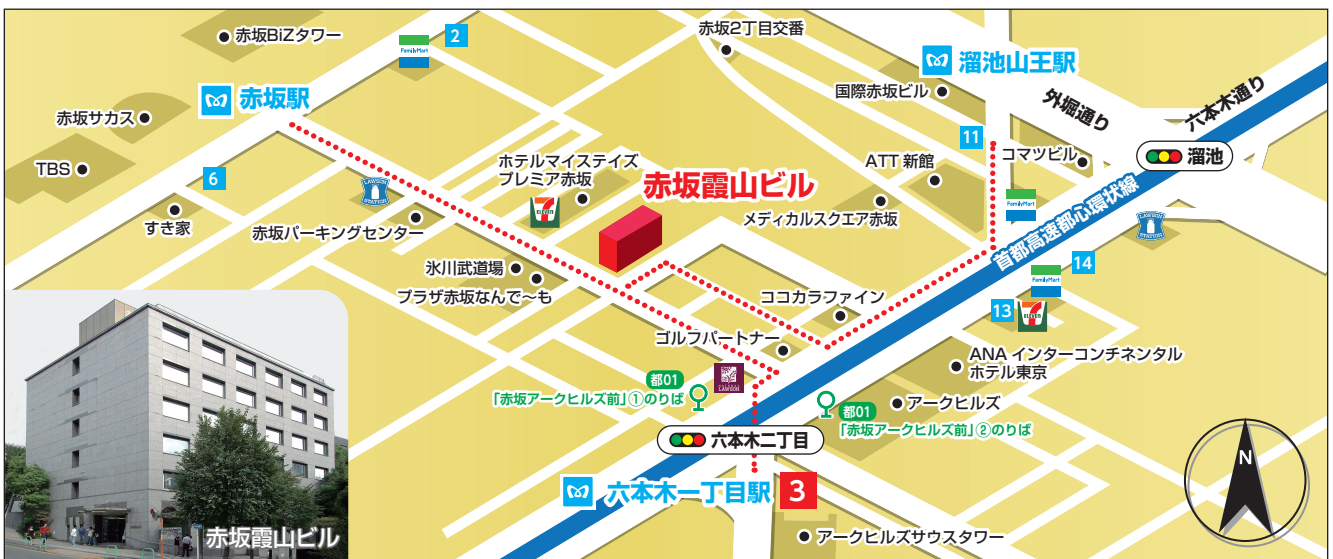 赤坂BiZタワー
2
FamilyMart
赤坂2丁目交番
溜池山王駅
国際赤坂ビル
外堀通り
六本木通り
赤坂駅
赤坂サカス
TBS
6
すき家
LAWSON
STATION
赤坂パーキングセンター
ホテルマイステイズ
プレミア赤坂
7
ELEVEN
赤坂霞山ビル
ATT 新館
メディカルスクエア赤坂
11
コマツビル
溜池
FamilyMart
首都高速都心環状線
LAWSON
STATION
氷川武道場
プラザ赤坂なんで〜も
ココカラファイン
ゴルフパートナー
14
FamilyMart
13
7
ELEVEN
ANA インターコンチネンタル
ホテル東京
LAWSON
都01
「赤坂アークヒルズ前」①のりば
アークヒルズ
都01
「赤坂アークヒルズ前」②のりば
六本木二丁目
六本木一丁目駅 3
アークヒルズサウスタワー
N
赤坂霞山ビル